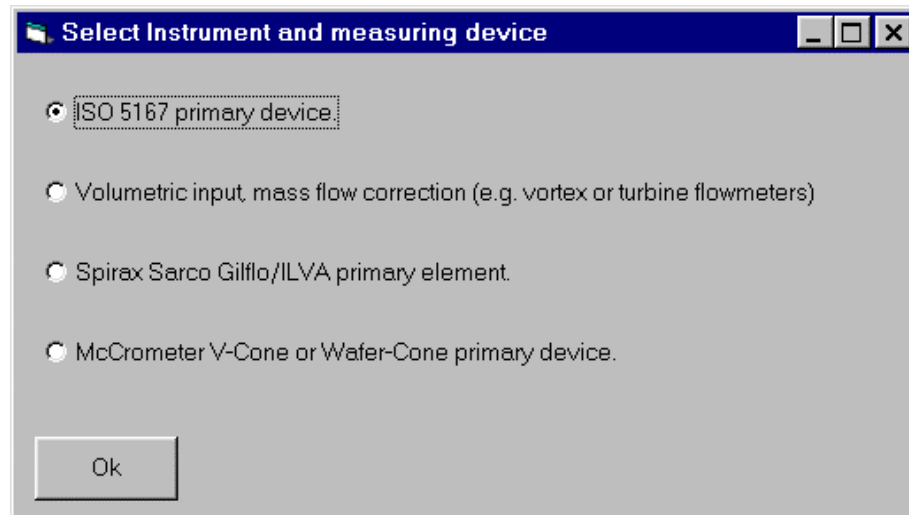 Select Instrument and measuring device
ISO 5167 primary device.
Volumetric input, mass flow correction (e.g. vortex or turbine flowmeters)
Spirax Sarco Gilflo/ILVA primary element.
McCrometer V-Cone or Wafer-Cone primary device.
Ok